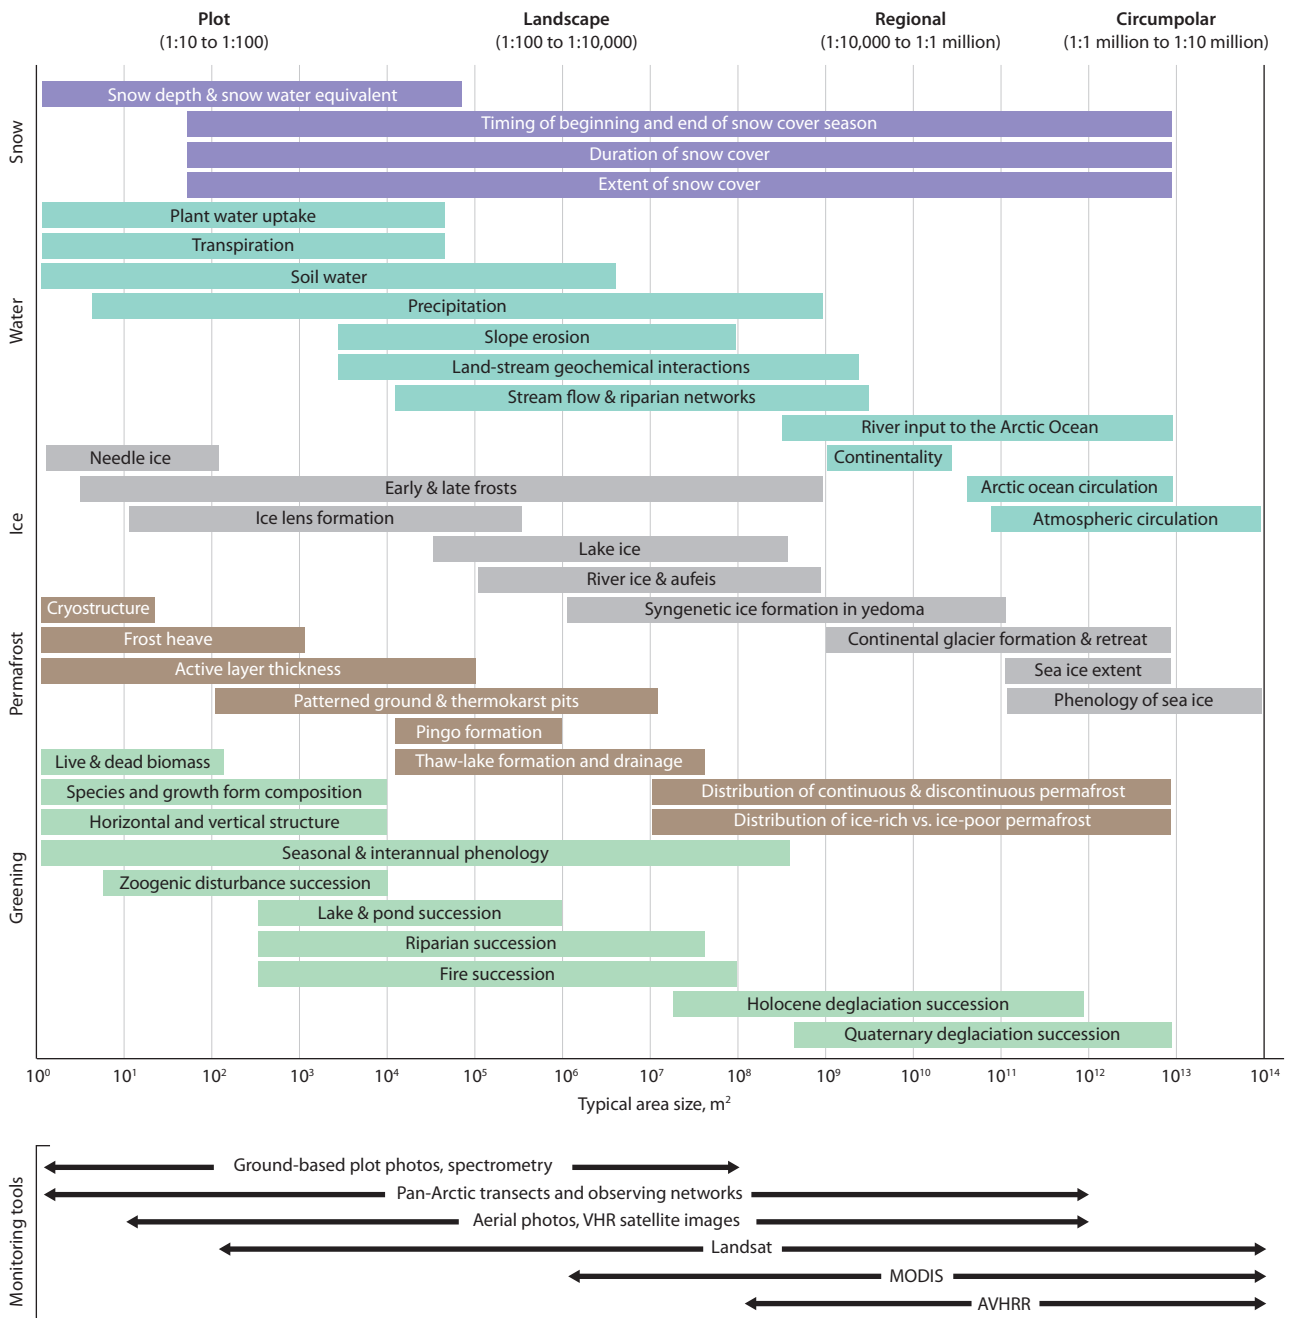 Plot
(1:10 to 1:100)
Landscape
(1:100 to 1:10,000)
Regional
(1:10,000 to 1:1 million)
Circumpolar
(1:1 million to 1:10 million)
Snow
Snow depth & snow water equivalent
Timing of beginning and end of snow cover season
Duration of snow cover
Extent of snow cover
Water
Plant water uptake
Transpiration
Soil water
Precipitation
Slope erosion
Land-stream geochemical interactions
Stream flow & riparian networks
River input to the Arctic Ocean
Continentality
Arctic ocean circulation
Atmospheric circulation
Ice
Needle ice
Early & late frosts
Ice lens formation
Lake ice
River ice & aufeis
Syngenetic ice formation in yedoma
Continental glacier formation & retreat
Sea ice extent
Phenology of sea ice
Permafrost
Cryostructure
Frost heave
Active layer thickness
Patterned ground & thermokarst pits
Pingo formation
Thaw-lake formation and drainage
Distribution of continuous & discontinuous permafrost
Distribution of ice-rich vs. ice-poor permafrost
Greening
Live & dead biomass
Species and growth form composition
Horizontal and vertical structure
Seasonal & interannual phenology
Zoogenic disturbance succession
Lake & pond succession
Riparian succession
Fire succession
Holocene deglaciation succession
Quaternary deglaciation succession
10⁰ 10¹ 10² 10³ 10⁴ 10⁵ 10⁶ 10⁷ 10⁸ 10⁹ 10¹⁰ 10¹¹ 10¹² 10¹³ 10¹⁴
Typical area size, m²
Monitoring tools
Ground-based plot photos, spectrometry
Pan-Arctic transects and observing networks
Aerial photos, VHR satellite images
Landsat
MODIS
AVHRR